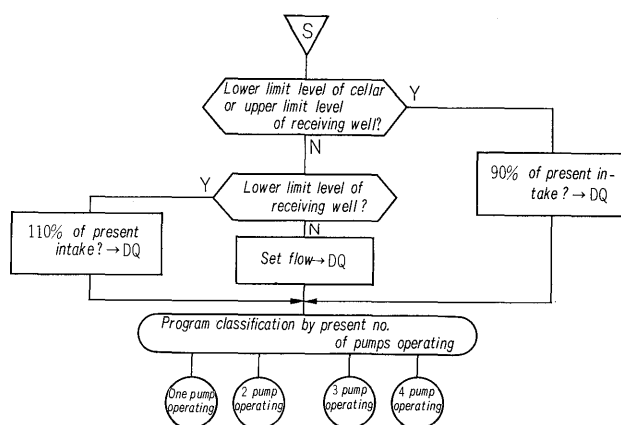 S
Lower limit level of cellar
or upper limit level
of receiving well?
Y
N
Y
Lower limit level of
receiving well?
90% of present in-
take? → DQ
110% of present
intake? → DQ
N
Set flow → DQ
Program classification by present no.
of pumps operating
One pump
operating
2 pump
operating
3 pump
operating
4 pump
operating